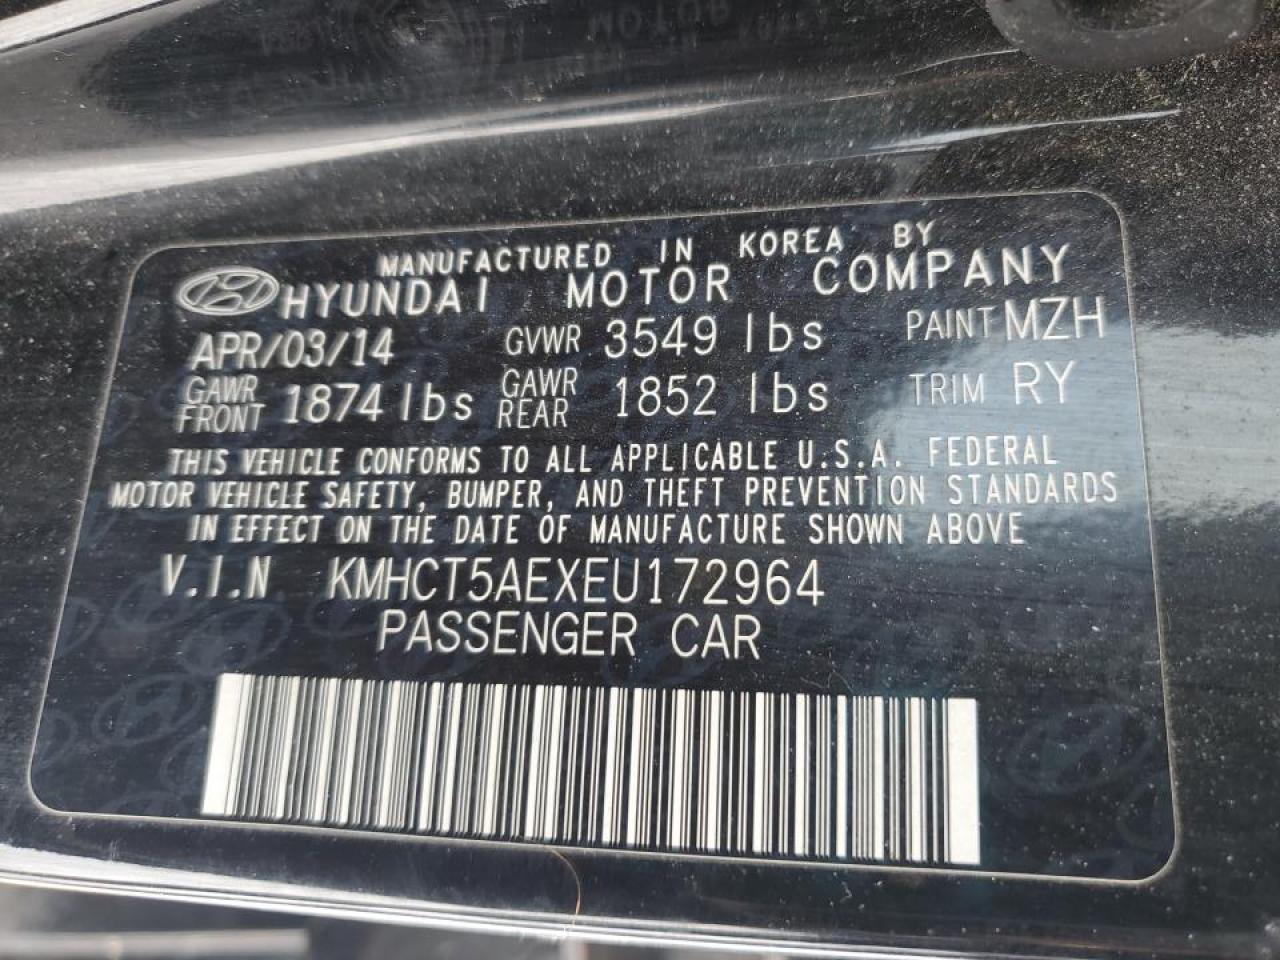 MANUFACTURED IN KOREA BY
HYUNDAI MOTOR COMPANY
APR/03/14 GVWR 3549 lbs PAINT MZH
GAWR FRONT 1874 lbs GAWR REAR 1852 lbs TRIM RY
THIS VEHICLE CONFORMS TO ALL APPLICABLE U.S.A. FEDERAL
MOTOR VEHICLE SAFETY, BUMPER, AND THEFT PREVENTION STANDARDS
IN EFFECT ON THE DATE OF MANUFACTURE SHOWN ABOVE
V.I.N KMHCT5AEXEU172964
PASSENGER CAR